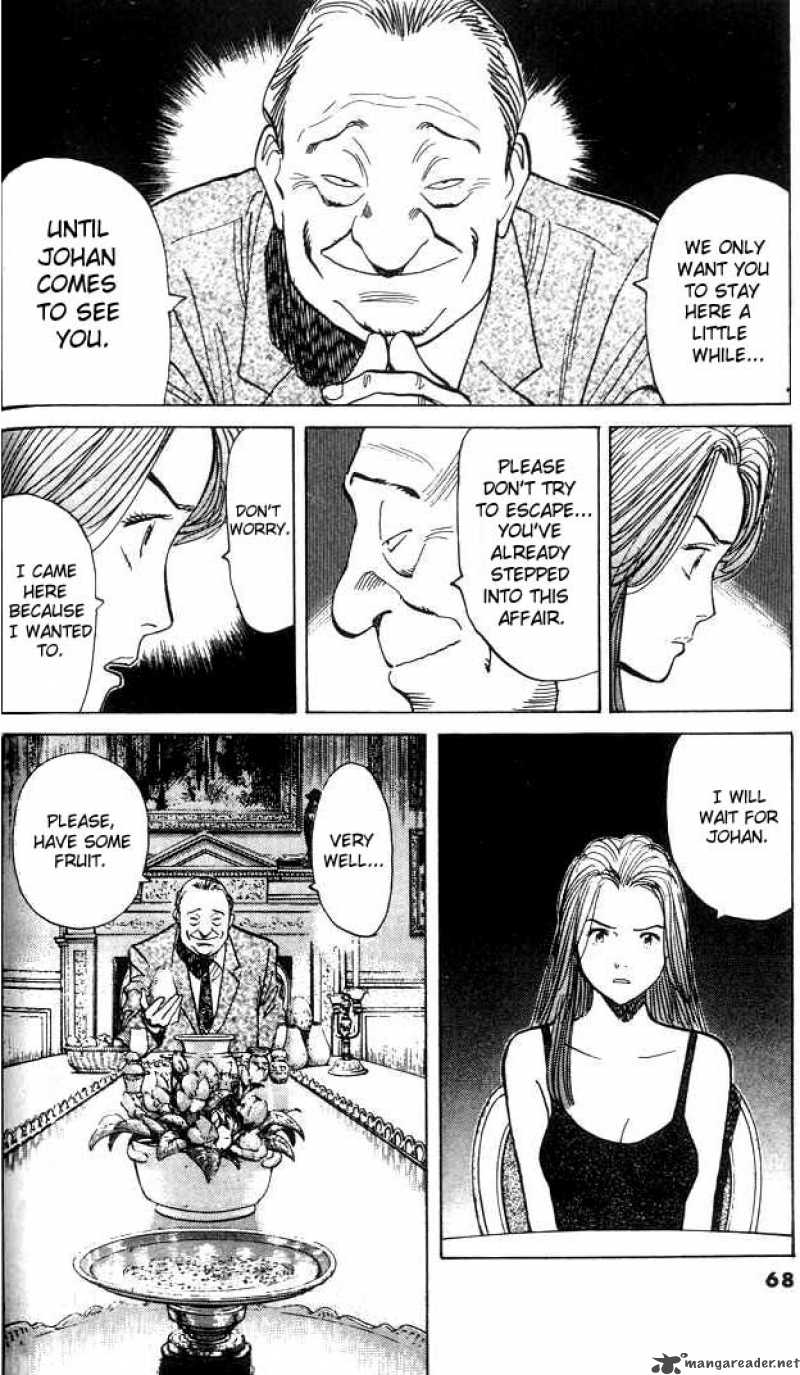 WE ONLY
WANT YOU
TO STAY
HERE A
LITTLE
WHILE...
UNTIL
JOHAN
COMES
TO SEE
YOU.
PLEASE
DON'T TRY
TO ESCAPE...
YOU'VE
ALREADY
STEPPED
INTO THIS
AFFAIR.
DON'T
WORRY.
I CAME
HERE
BECAUSE
I WANTED
TO.
I WILL
WAIT FOR
JOHAN.
VERY
WELL...
PLEASE,
HAVE SOME
FRUIT.
68
mangareader.net